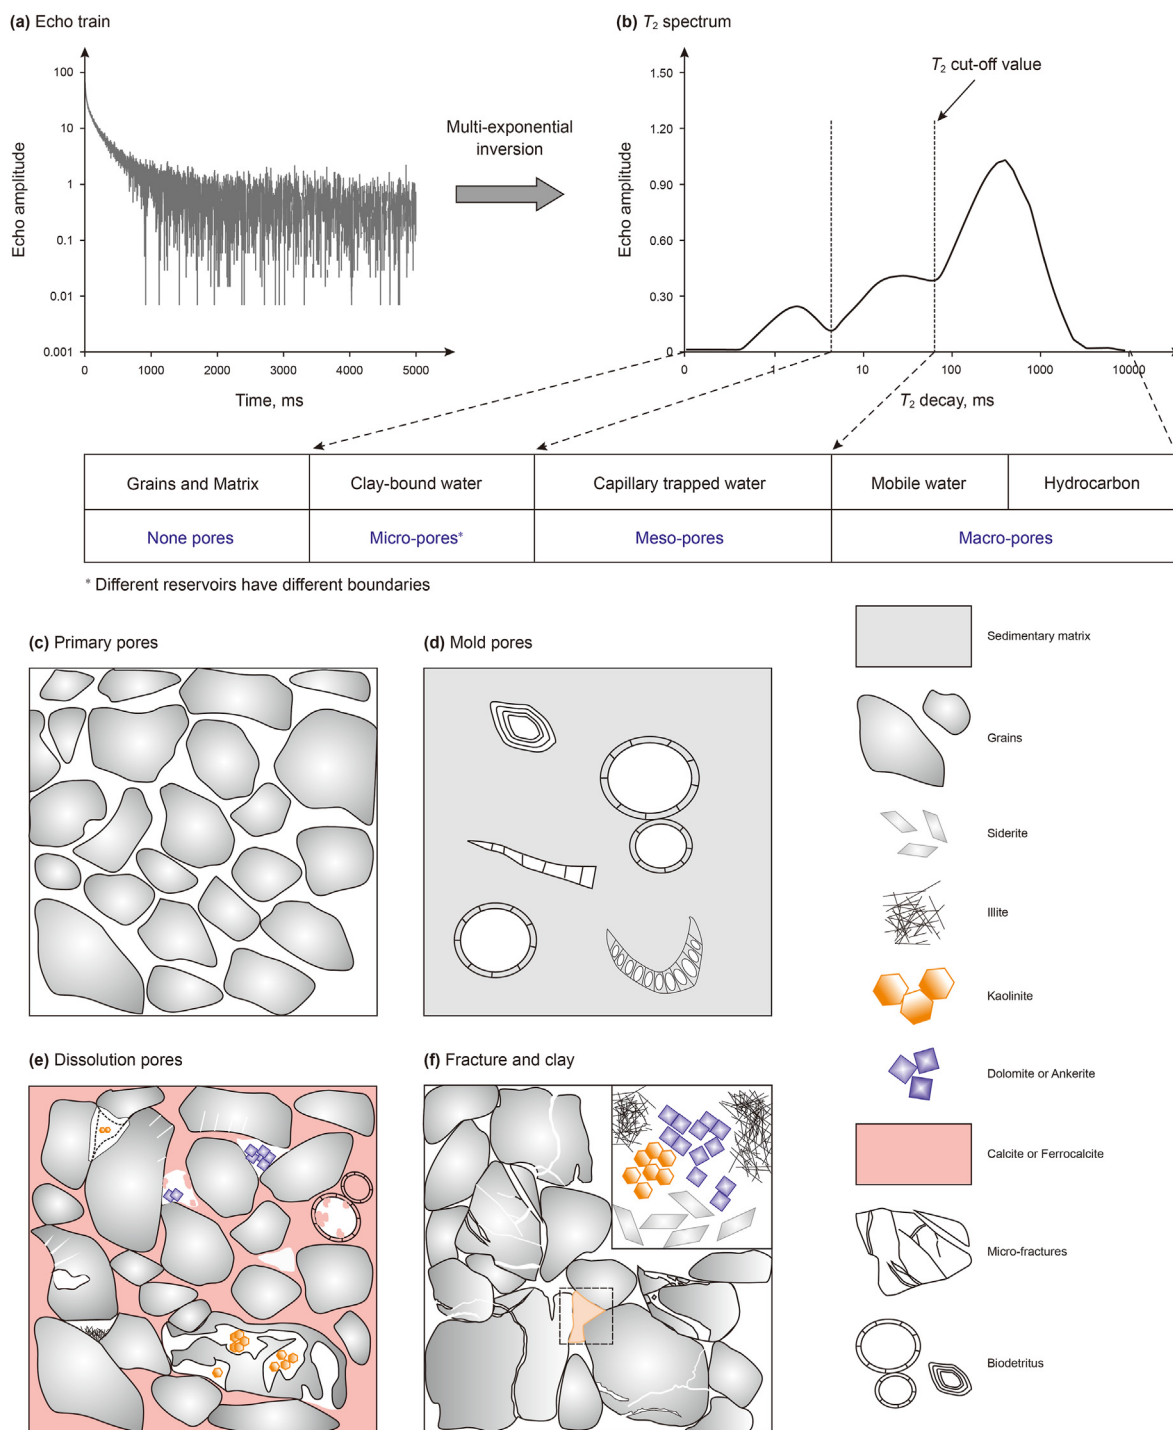 (a) Echo train
(b) T₂ spectrum
Echo amplitude
100
10
1
0.1
0.01
0.001
0
1000
2000
3000
4000
5000
Time, ms
Multi-exponential
inversion
Echo amplitude
1.50
1.20
0.90
0.60
0.30
0
0
1
10
100
1000
10000
T₂ decay, ms
T₂ cut-off value
Grains and Matrix
Clay-bound water
Capillary trapped water
Mobile water
Hydrocarbon
None pores
Micro-pores*
Meso-pores
Macro-pores
* Different reservoirs have different boundaries
(c) Primary pores
(d) Mold pores
(e) Dissolution pores
(f) Fracture and clay
Sedimentary matrix
Grains
Siderite
Illite
Kaolinite
Dolomite or Ankerite
Calcite or Ferrocalcite
Micro-fractures
Biodetritus